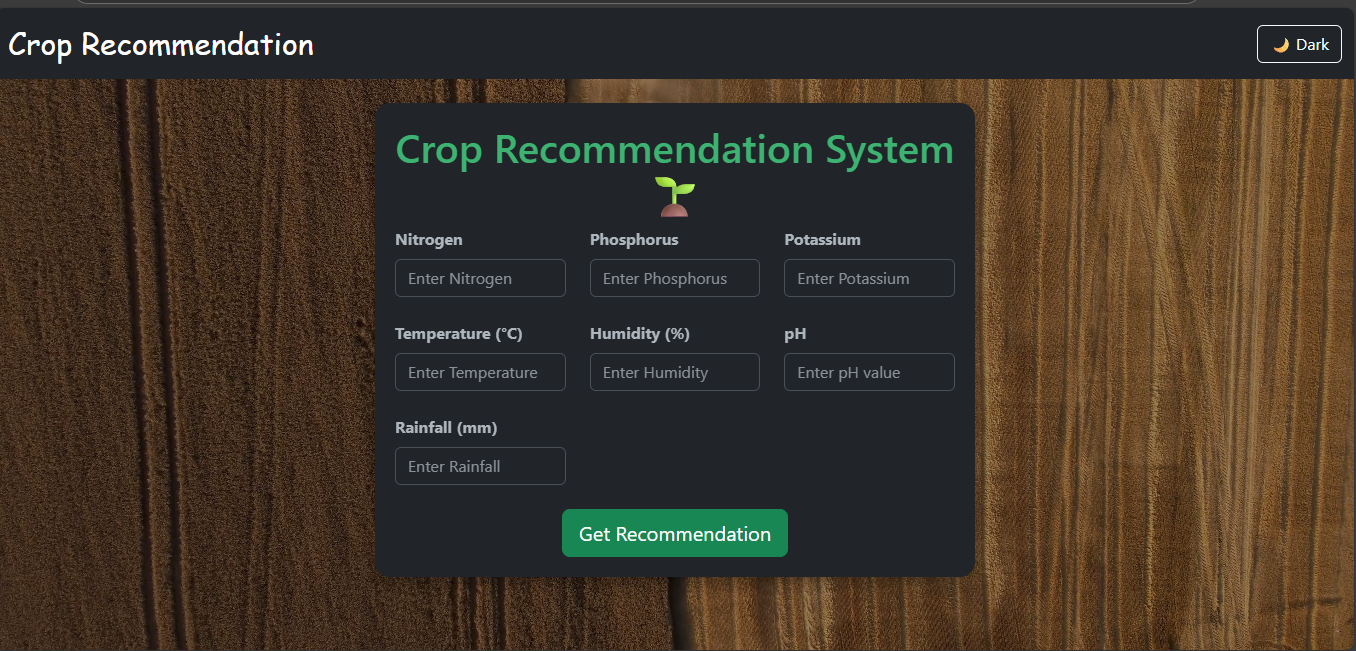 Crop Recommendation
🌙 Dark
Crop Recommendation System
🌱
Nitrogen Phosphorus Potassium
Enter Nitrogen Enter Phosphorus Enter Potassium
Temperature (°C) Humidity (%) pH
Enter Temperature Enter Humidity Enter pH value
Rainfall (mm)
Enter Rainfall
Get Recommendation